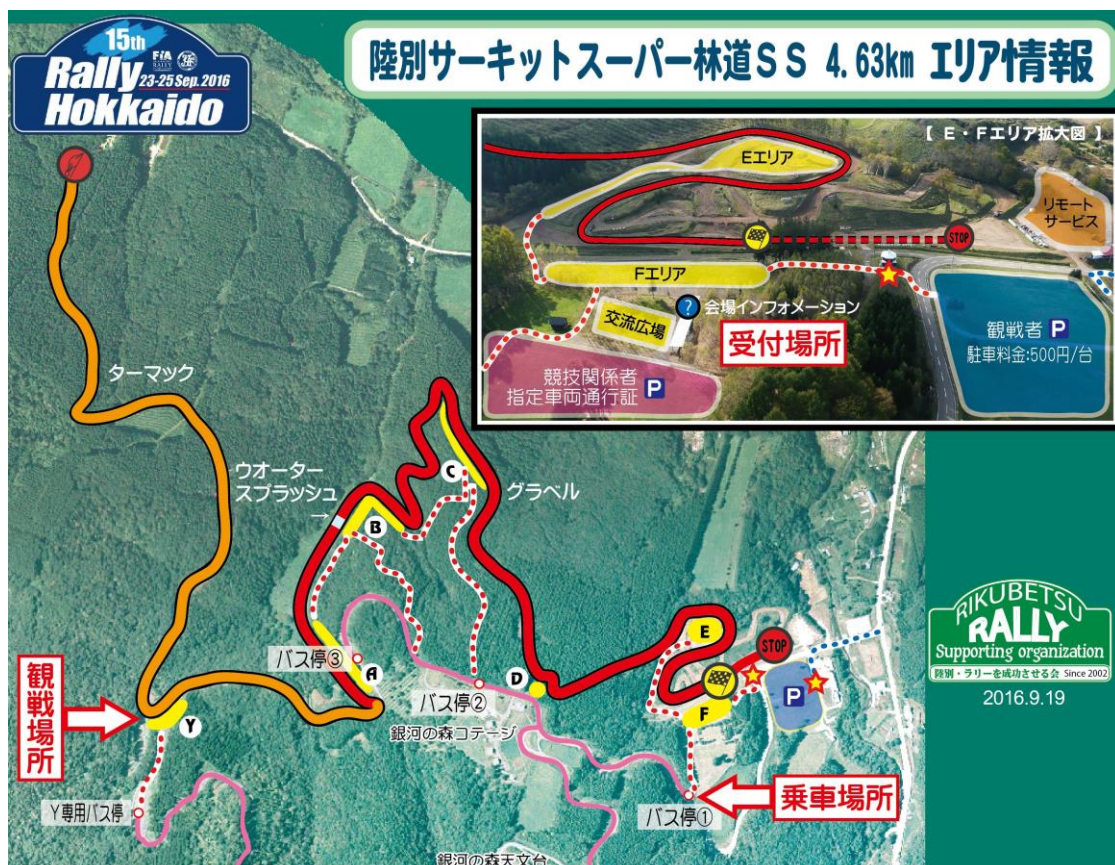 15th
FiA
RALLY
Rally
23-25 Sep. 2016
Hokkaido
陸別サーキットスーパー林道SS 4.63km エリア情報
【 E・Fエリア拡大図 】
Eエリア
リモート
サービス
STOP
Fエリア
? 会場インフォメーション
交流広場
受付場所
観戦者 P
駐車料金:500円/台
競技関係者
指定車両通行証 P
ターマック
ウオーター
スプラッシュ
→
C
グラベル
B
E
STOP
バス停③
A
D
バス停②
F
P
観戦場所
Y
銀河の森コテージ
Y専用バス停
バス停①
乗車場所
銀河の森天文台
RIKUBETSU
RALLY
Supporting organization
陸別・ラリーを成功させる会 Since 2002
2016.9.19